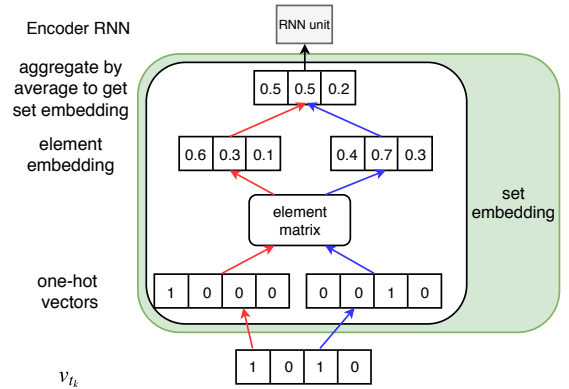 Encoder RNN
RNN unit
aggregate by
average to get
set embedding
0.5 0.5 0.2
element
embedding
0.6 0.3 0.1
0.4 0.7 0.3
element
matrix
set
embedding
one-hot
vectors
1 0 0 0
0 0 1 0
v_{t_k}
1 0 1 0